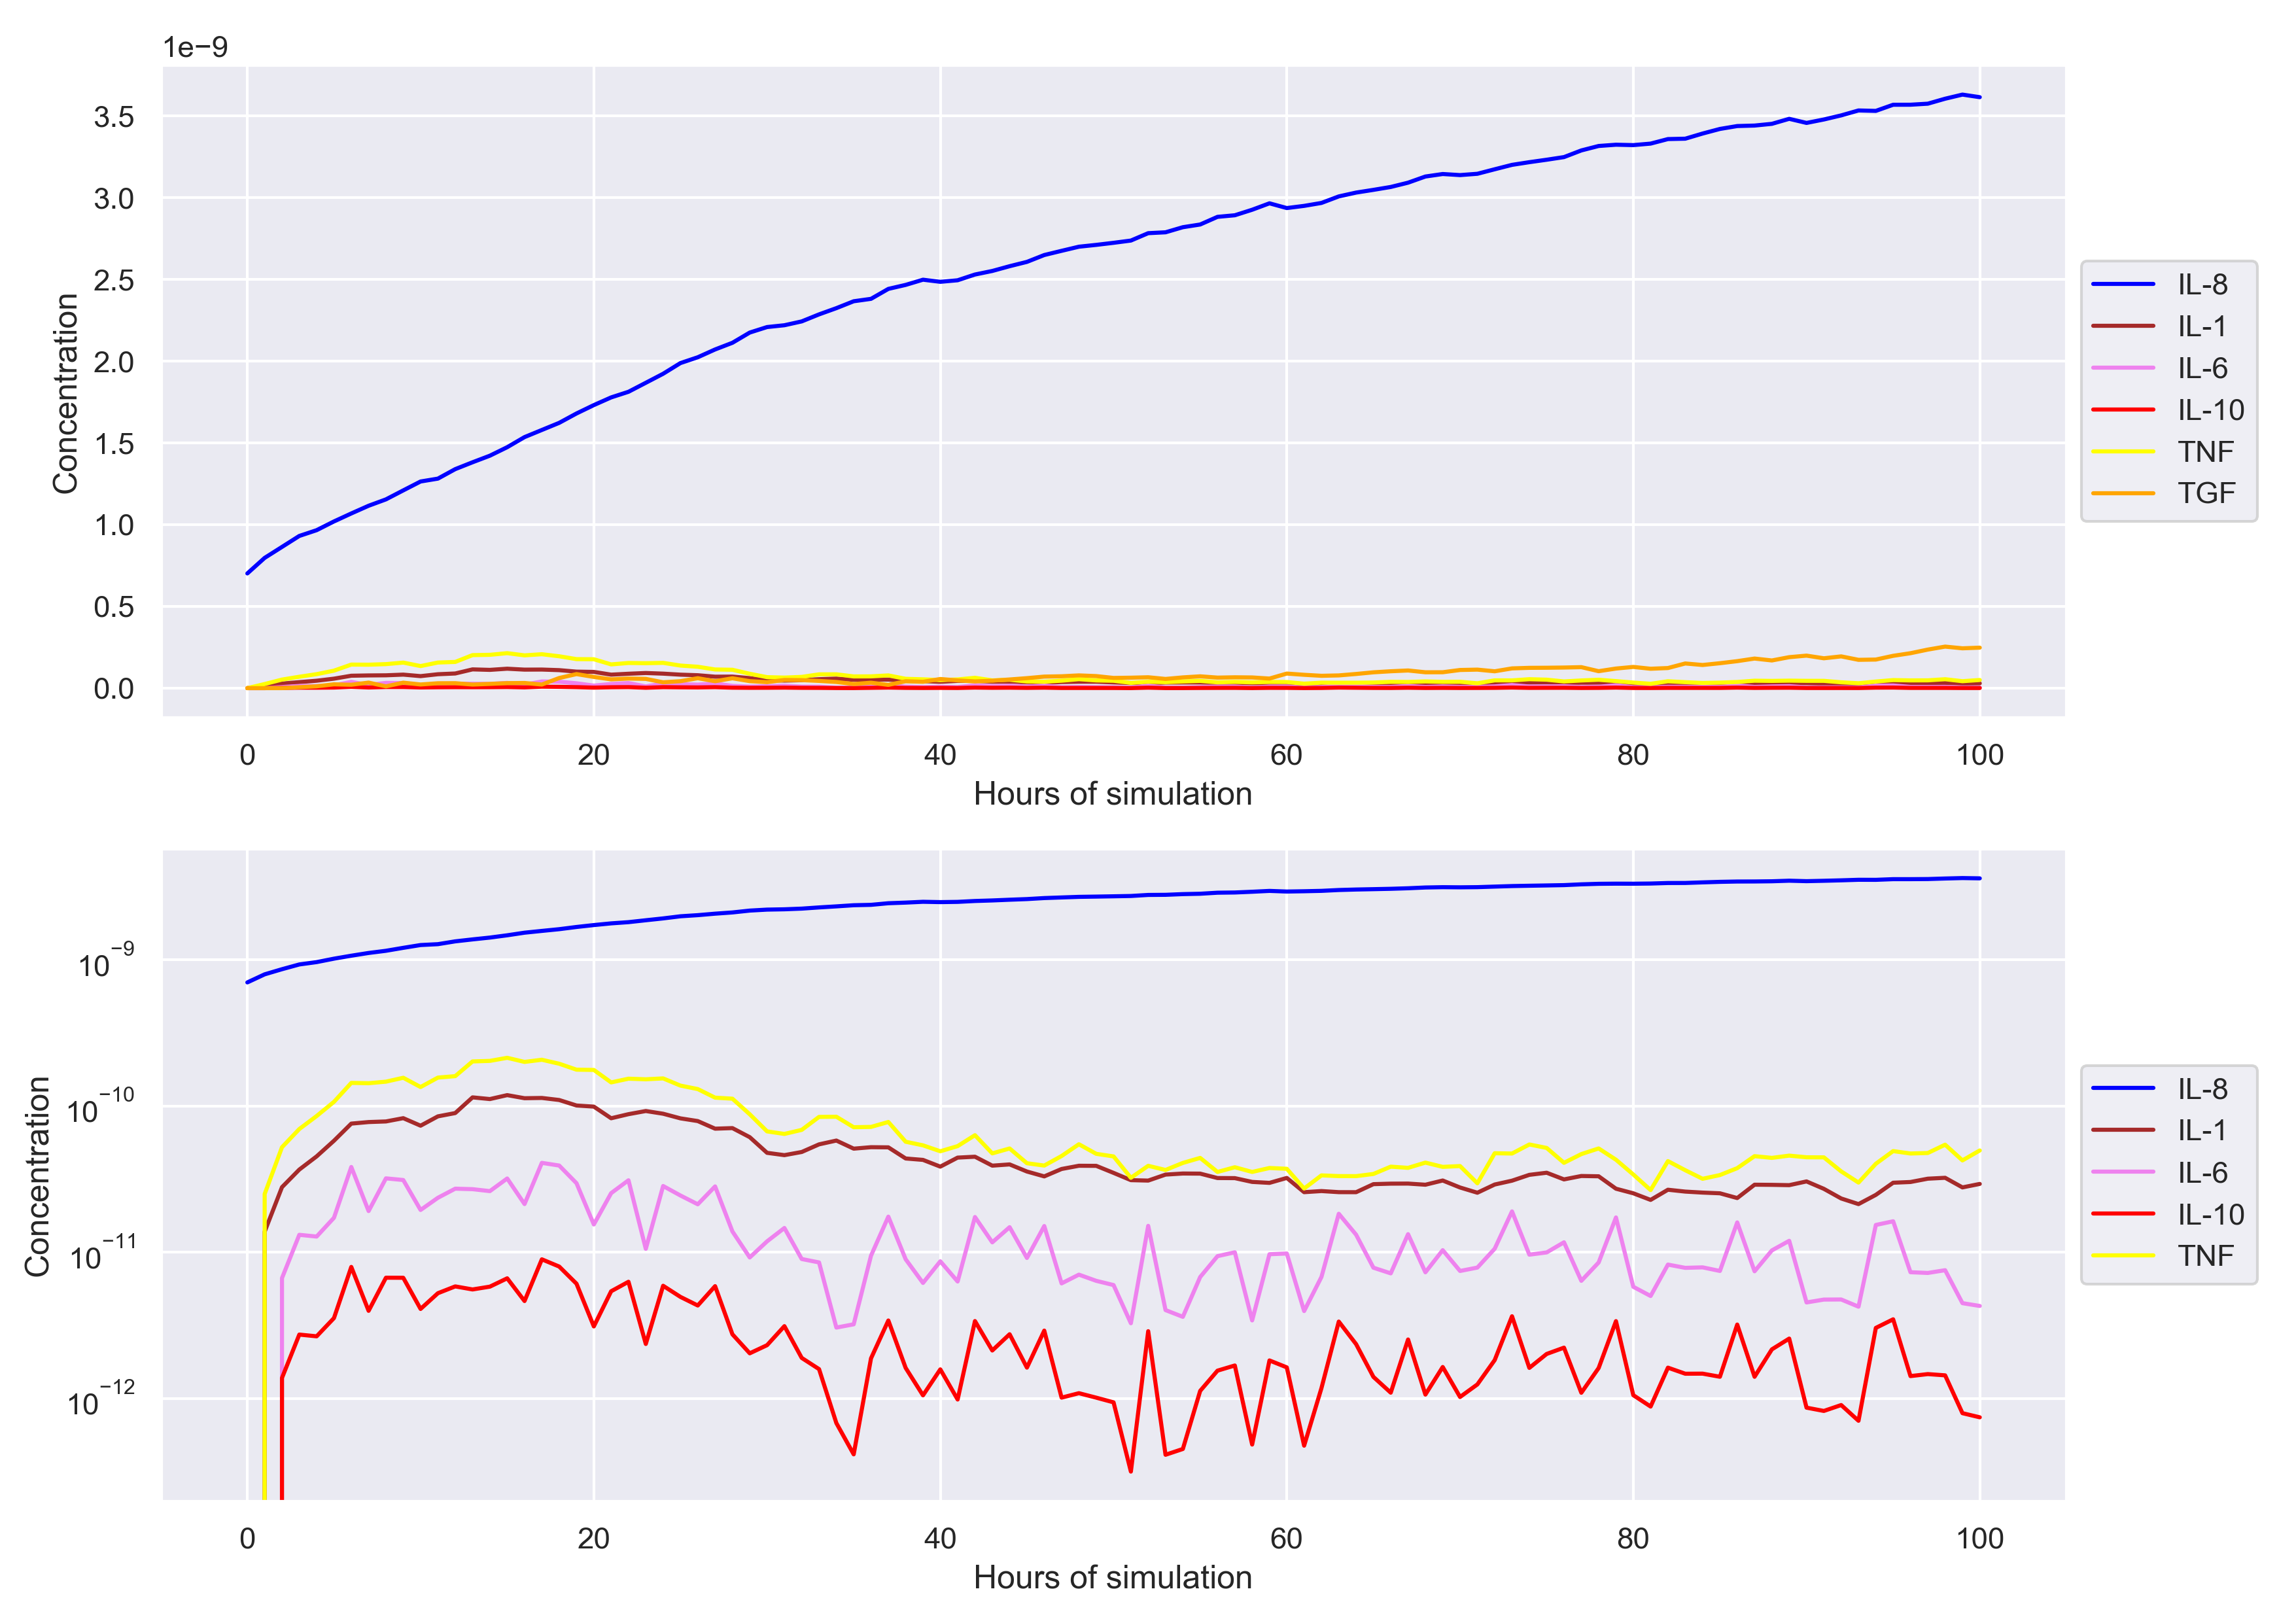 1e−9
3.5
3.0
2.5
2.0
1.5
1.0
0.5
0.0
Concentration
0 20 40 60 80 100
Hours of simulation
IL-8
IL-1
IL-6
IL-10
TNF
TGF
10⁻⁹
10⁻¹⁰
10⁻¹¹
10⁻¹²
Concentration
0 20 40 60 80 100
Hours of simulation
IL-8
IL-1
IL-6
IL-10
TNF